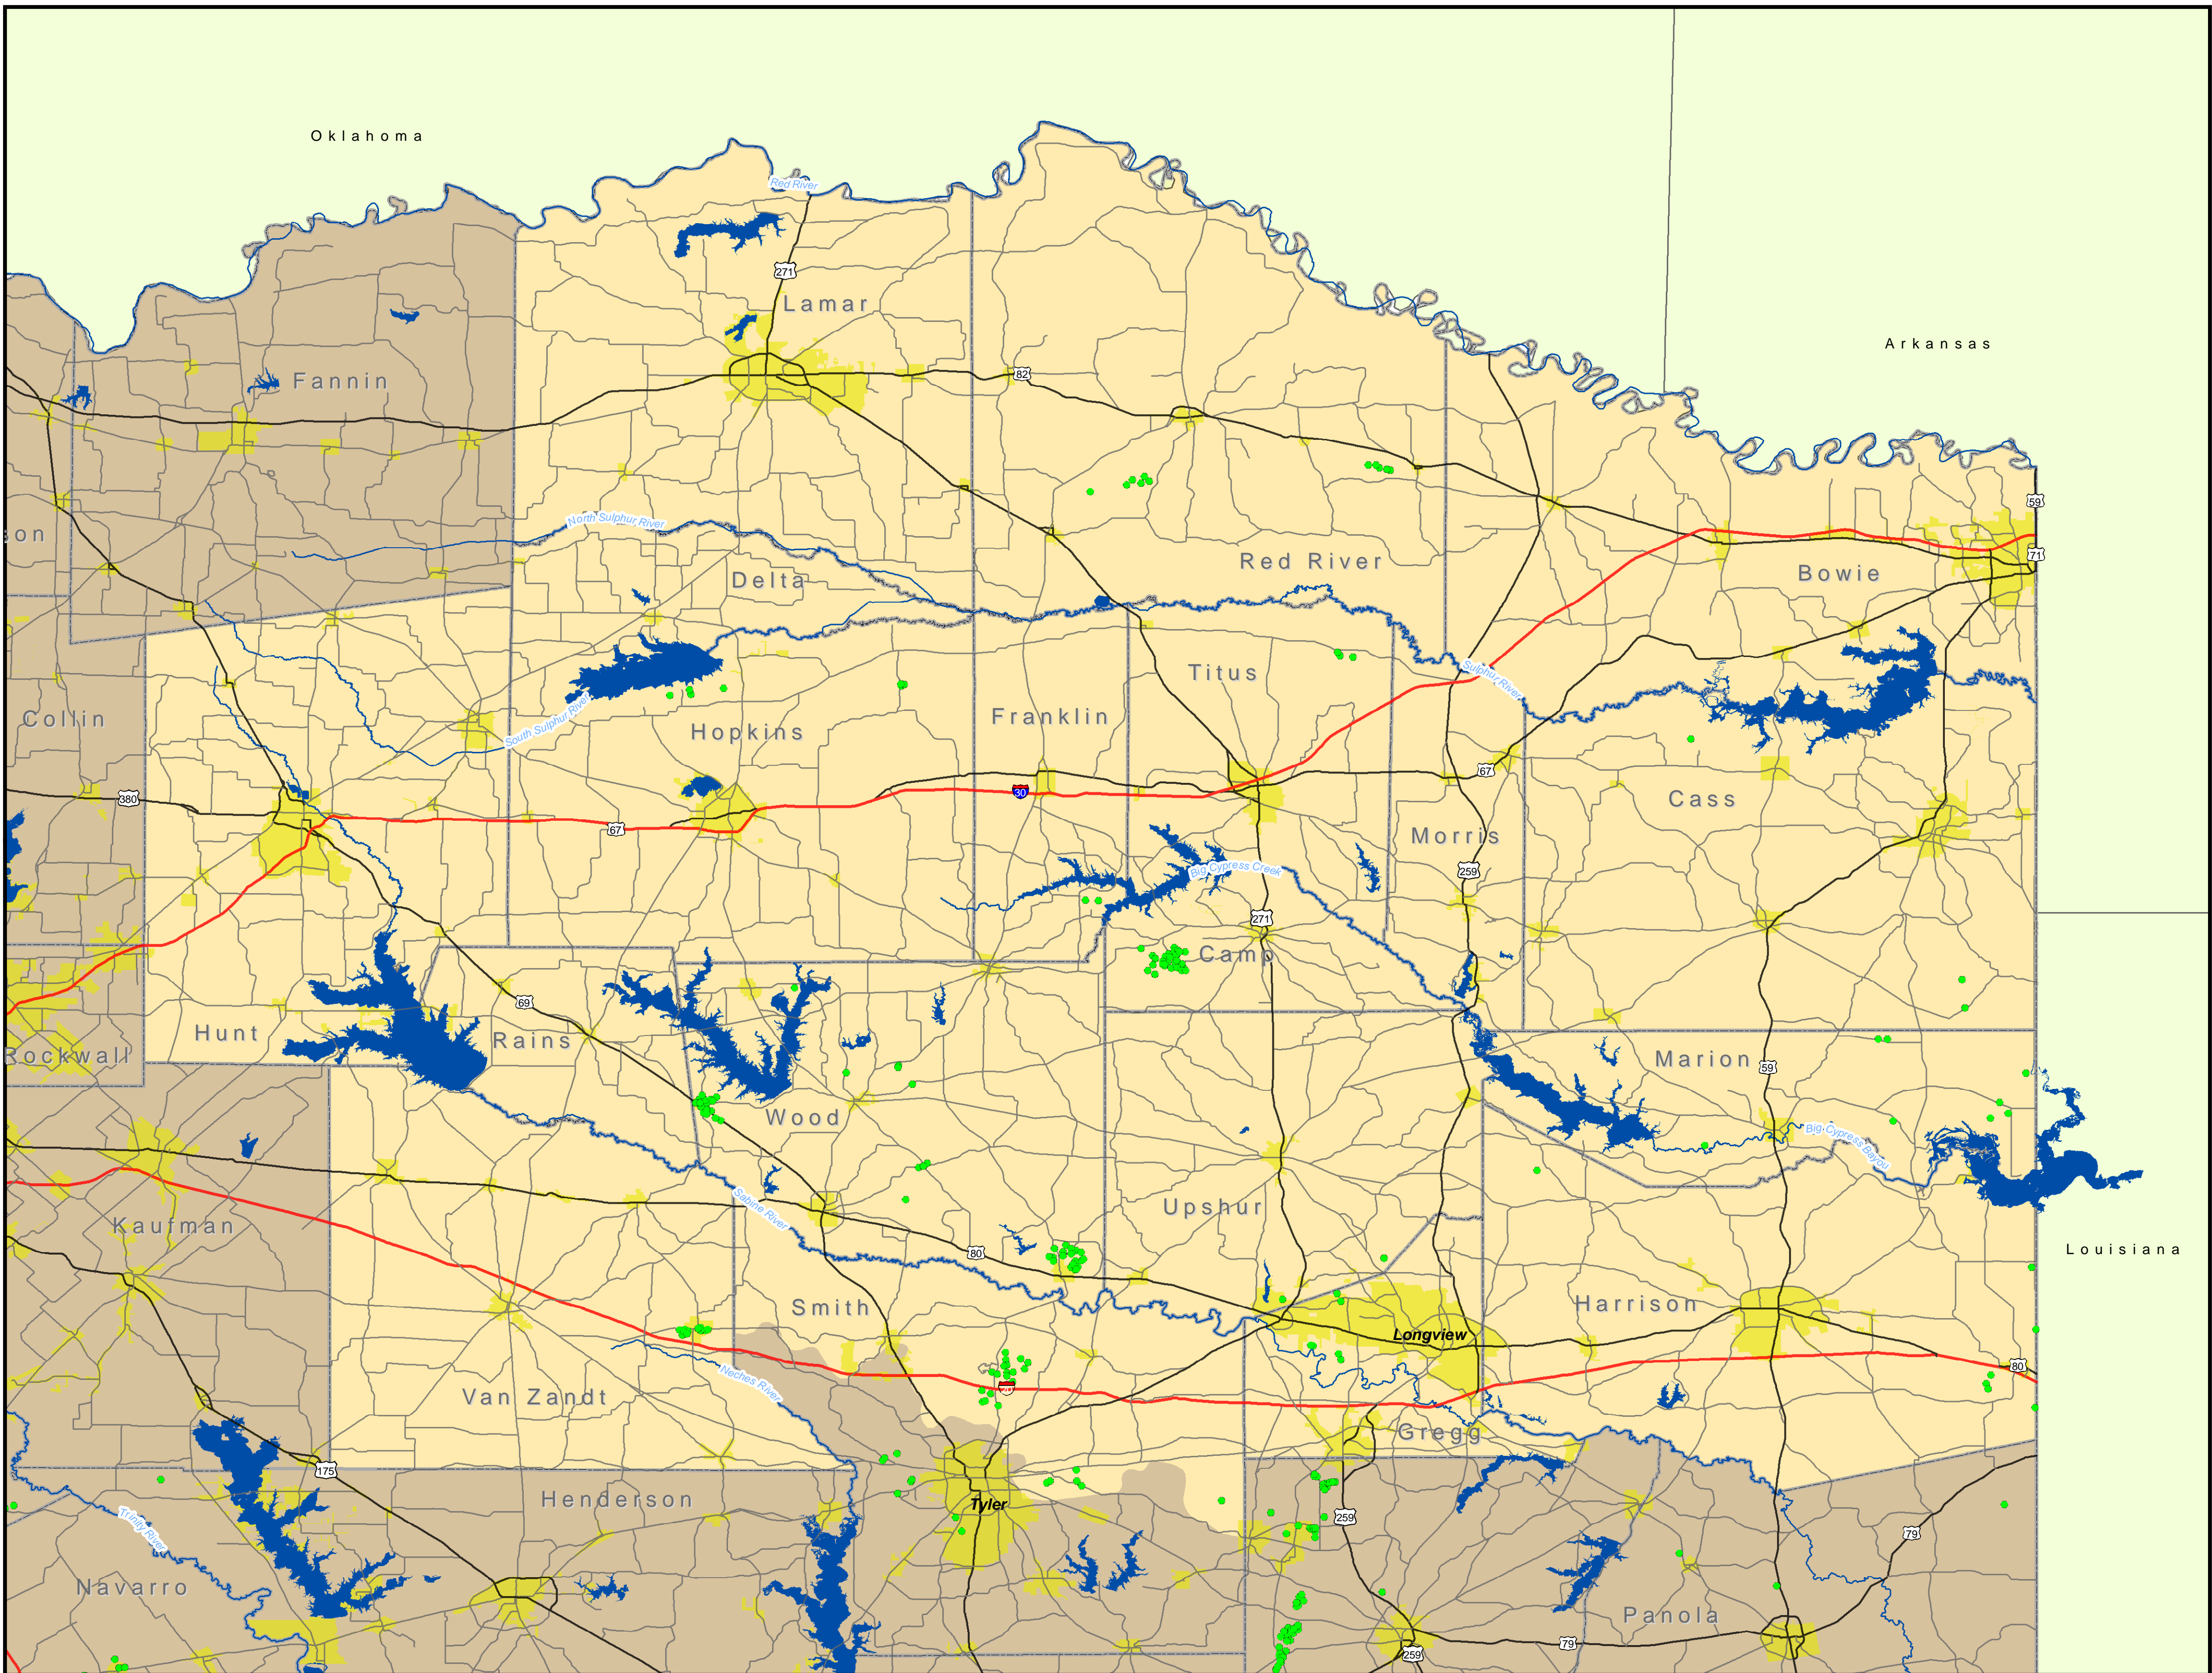 Oklahoma
Red River
271
Lamar
Arkansas
82
Fannin
59
North Sulphur River
71
Red River
Bowie
Delta
Sulphur River
Titus
Collin
Franklin
South Sulphur River
Hopkins
67
30
380
67
Cass
Morris
259
Big Cypress Creek
271
Camp
69
Hunt
Rains
Rockwall
Marion
59
Wood
Big Cypress Bayou
Sabine River
Upshur
Kaufman
80
Louisiana
Smith
Harrison
Longview
80
Neches River
20
Van Zandt
Gregg
175
Henderson
Tyler
259
Trinity River
79
Navarro
Panola
79
259